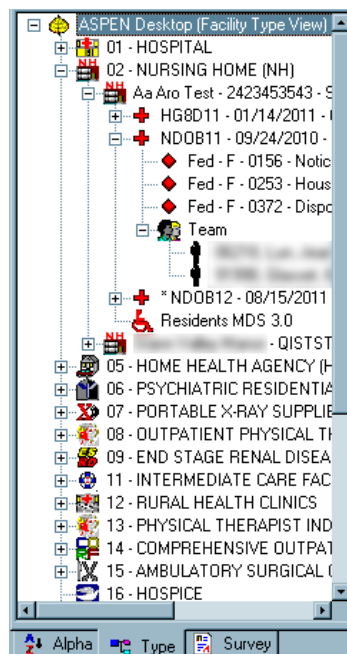 ASPEN Desktop (Facility Type View)
01 - HOSPITAL
02 - NURSING HOME (NH)
Aa Aro Test - 2423453543 - S
HG8D11 - 01/14/2011 -
NDOB11 - 09/24/2010 -
Fed - F - 0156 - Notic
Fed - F - 0253 - Hous
Fed - F - 0372 - Dispo
Team
* NDOB12 - 08/15/2011
Residents MDS 3.0
- QISTST
05 - HOME HEALTH AGENCY (H
06 - PSYCHIATRIC RESIDENTIA
07 - PORTABLE X-RAY SUPPLIE
08 - OUTPATIENT PHYSICAL TH
09 - END STAGE RENAL DISEA
11 - INTERMEDIATE CARE FAC
12 - RURAL HEALTH CLINICS
13 - PHYSICAL THERAPIST IND
14 - COMPREHENSIVE OUTPAT
15 - AMBULATORY SURGICAL (
16 - HOSPICE
Alpha Type Survey